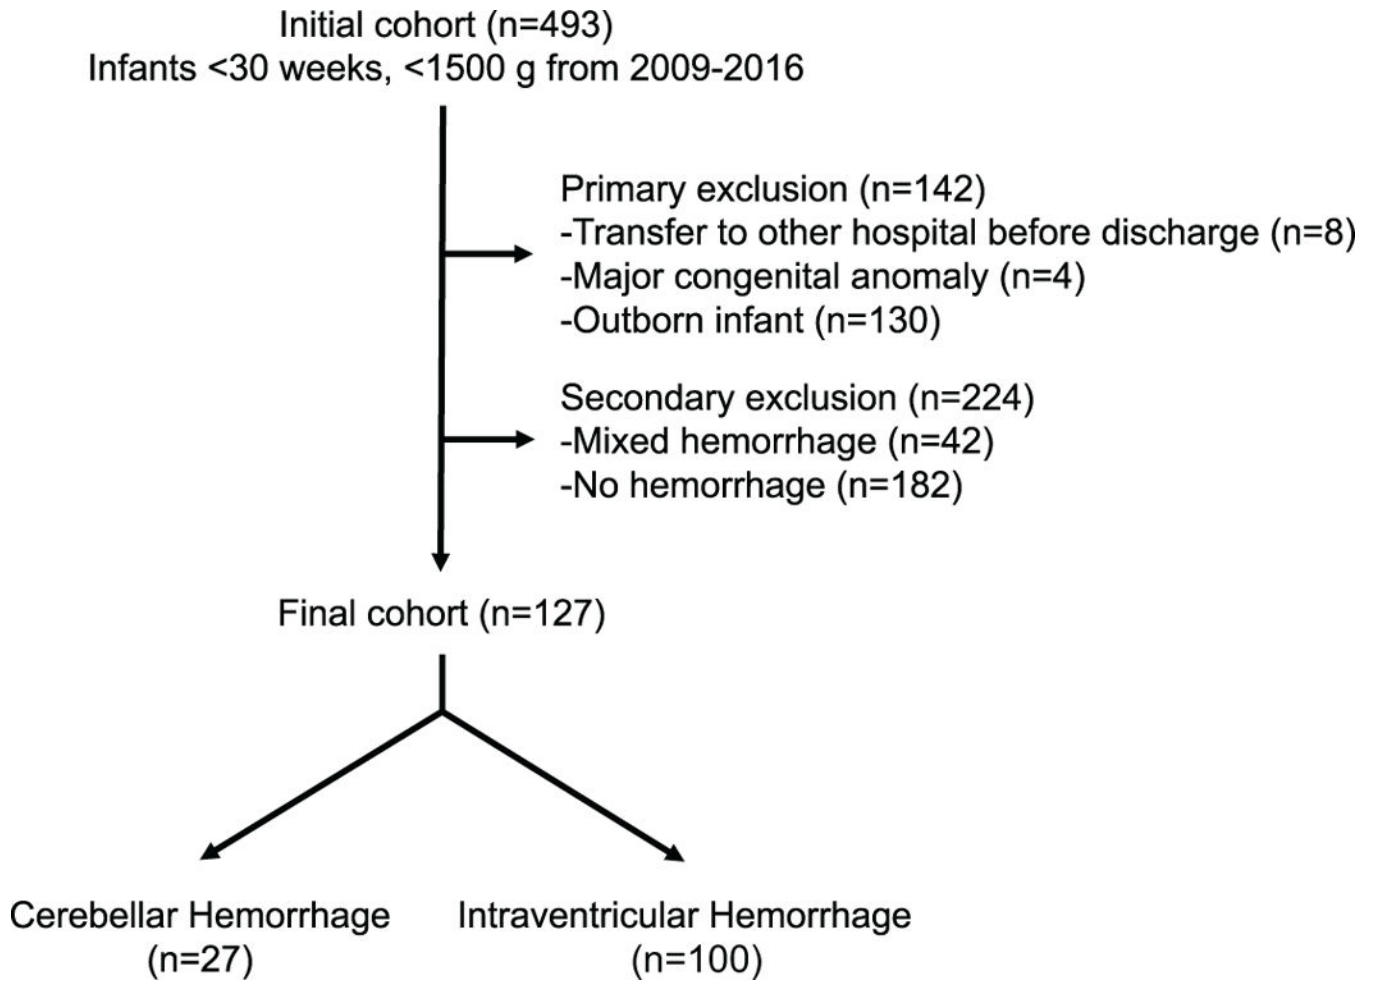 Initial cohort (n=493)
Infants <30 weeks, <1500 g from 2009-2016
Primary exclusion (n=142)
-Transfer to other hospital before discharge (n=8)
-Major congenital anomaly (n=4)
-Outborn infant (n=130)
Secondary exclusion (n=224)
-Mixed hemorrhage (n=42)
-No hemorrhage (n=182)
Final cohort (n=127)
Cerebellar Hemorrhage
(n=27)
Intraventricular Hemorrhage
(n=100)